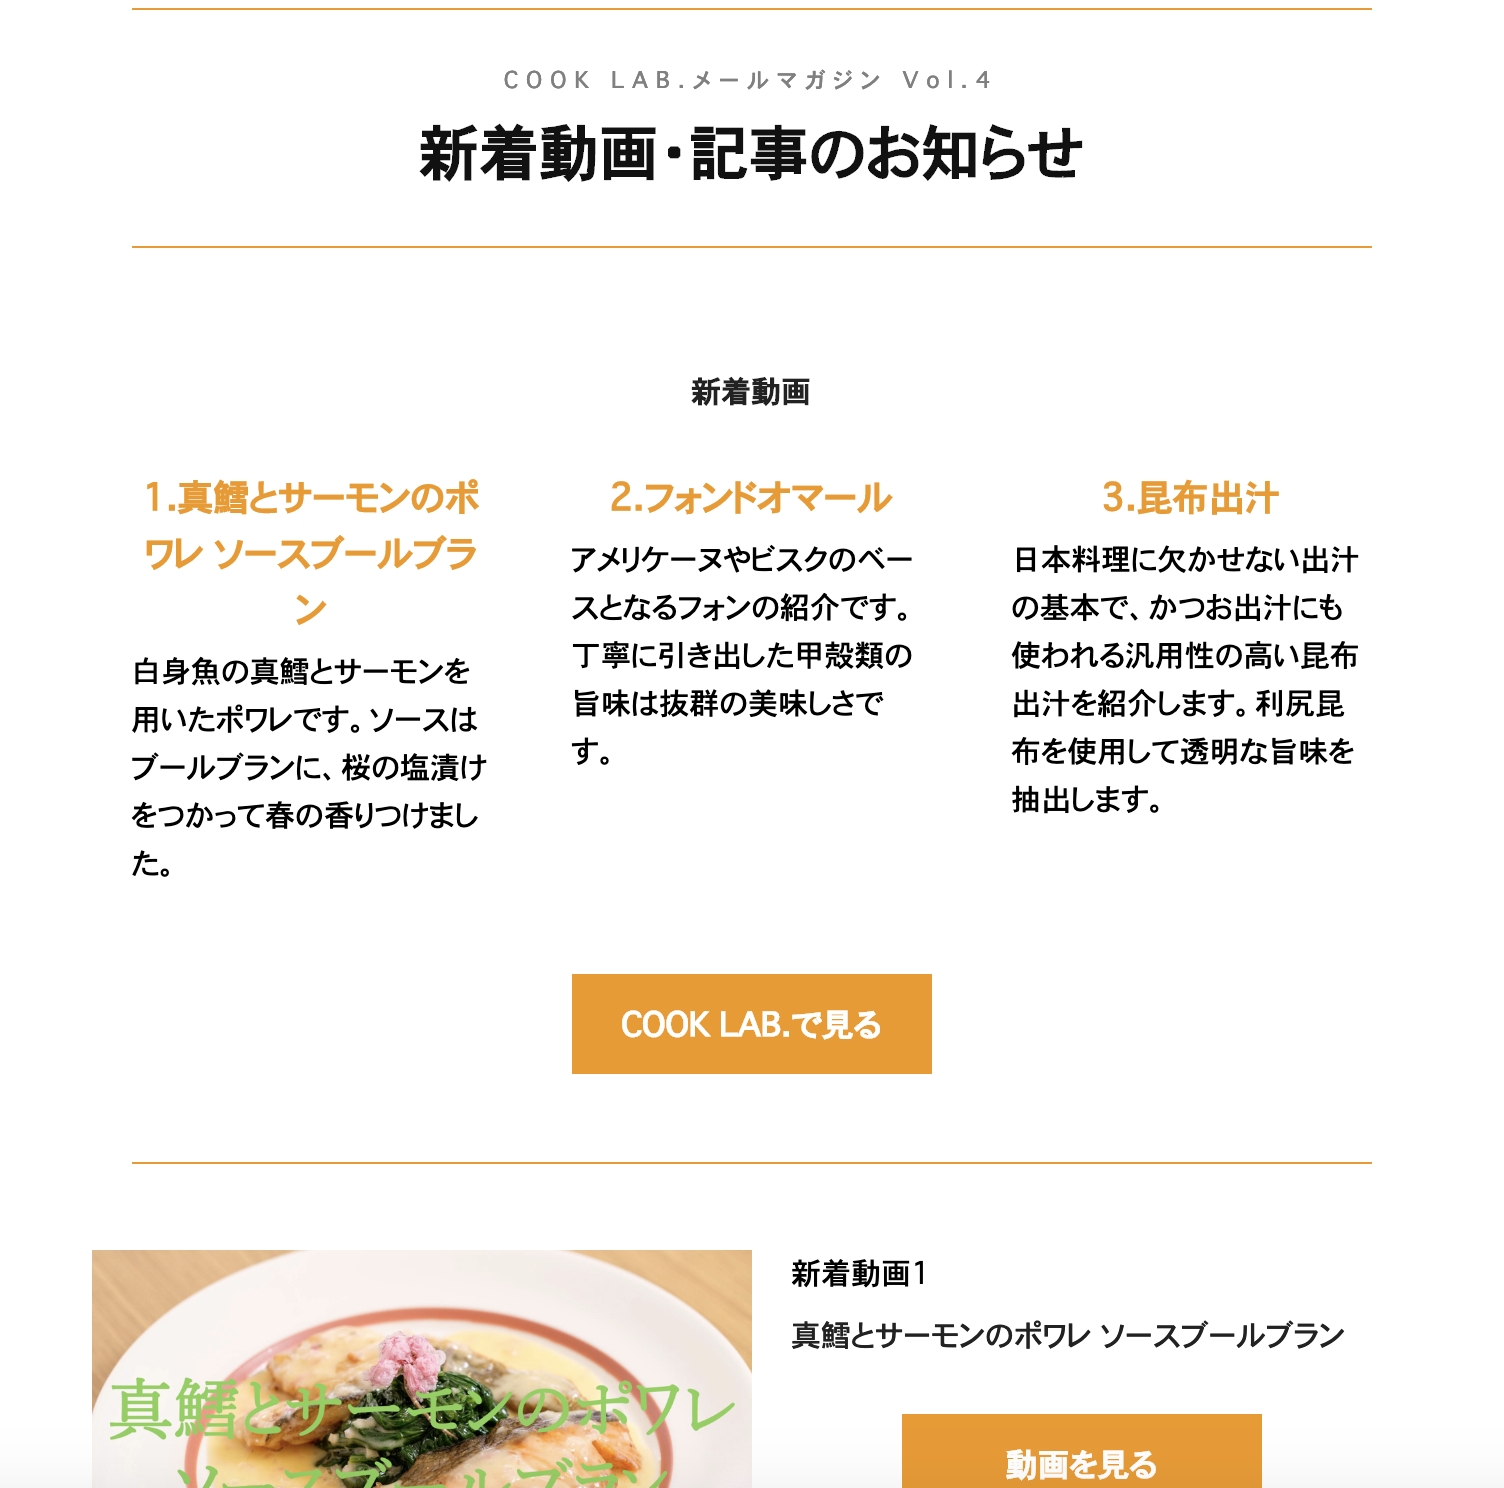 COOK LAB.メールマガジン Vol.4
新着動画・記事のお知らせ
新着動画
1.真鱈とサーモンのポ
ワレ ソースブールブラ
ン
白身魚の真鱈とサーモンを
用いたポワレです。ソースは
ブールブランに、桜の塩漬け
をつかって春の香りつけまし
た。
2.フォンドオマール
アメリケーヌやビスクのベー
スとなるフォンの紹介です。
丁寧に引き出した甲殻類の
旨味は抜群の美味しさで
す。
3.昆布出汁
日本料理に欠かせない出汁
の基本で、かつお出汁にも
使われる汎用性の高い昆布
出汁を紹介します。利尻昆
布を使用して透明な旨味を
抽出します。
COOK LAB.で見る
真鱈とサーモンのポワレ
ソースブールブラン
新着動画1
真鱈とサーモンのポワレ ソースブールブラン
動画を見る